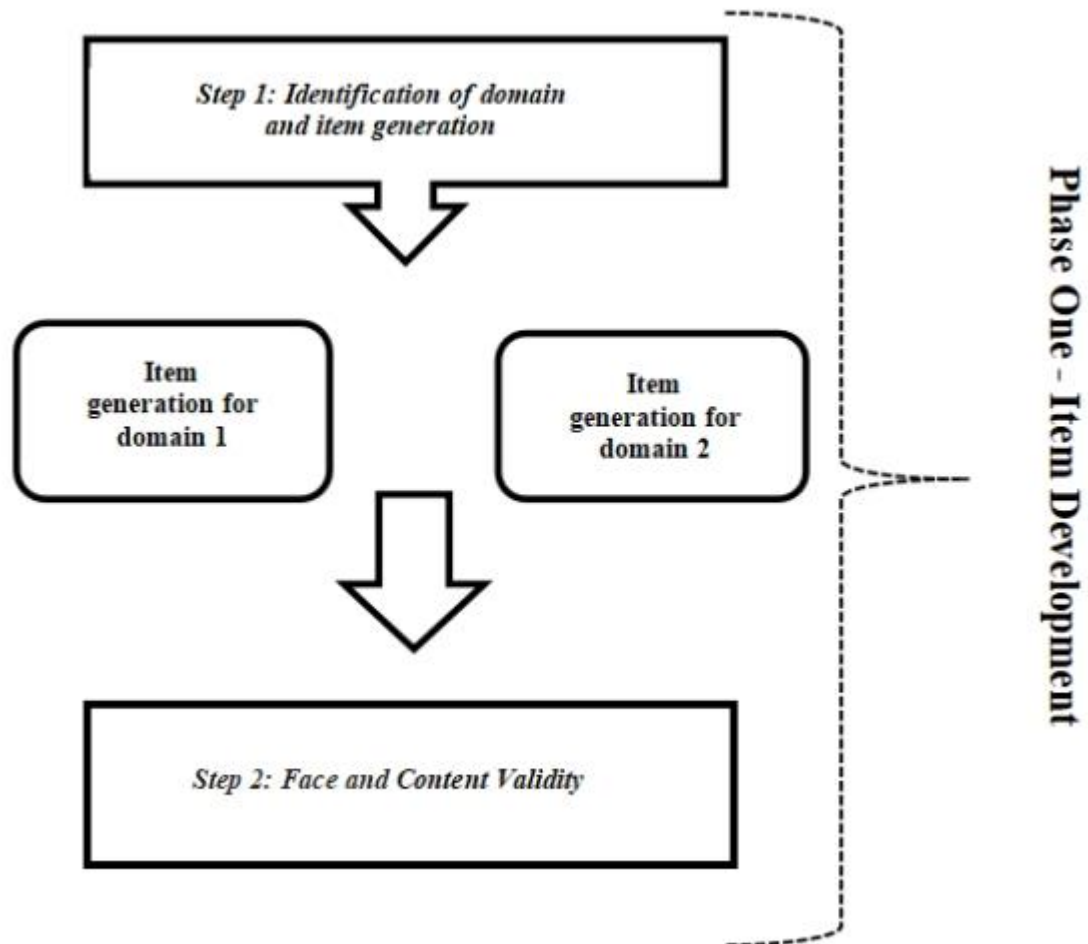 Step 1: Identification of domain
and item generation
Item
generation for
domain 1
Item
generation for
domain 2
Step 2: Face and Content Validity
Phase One - Item Development